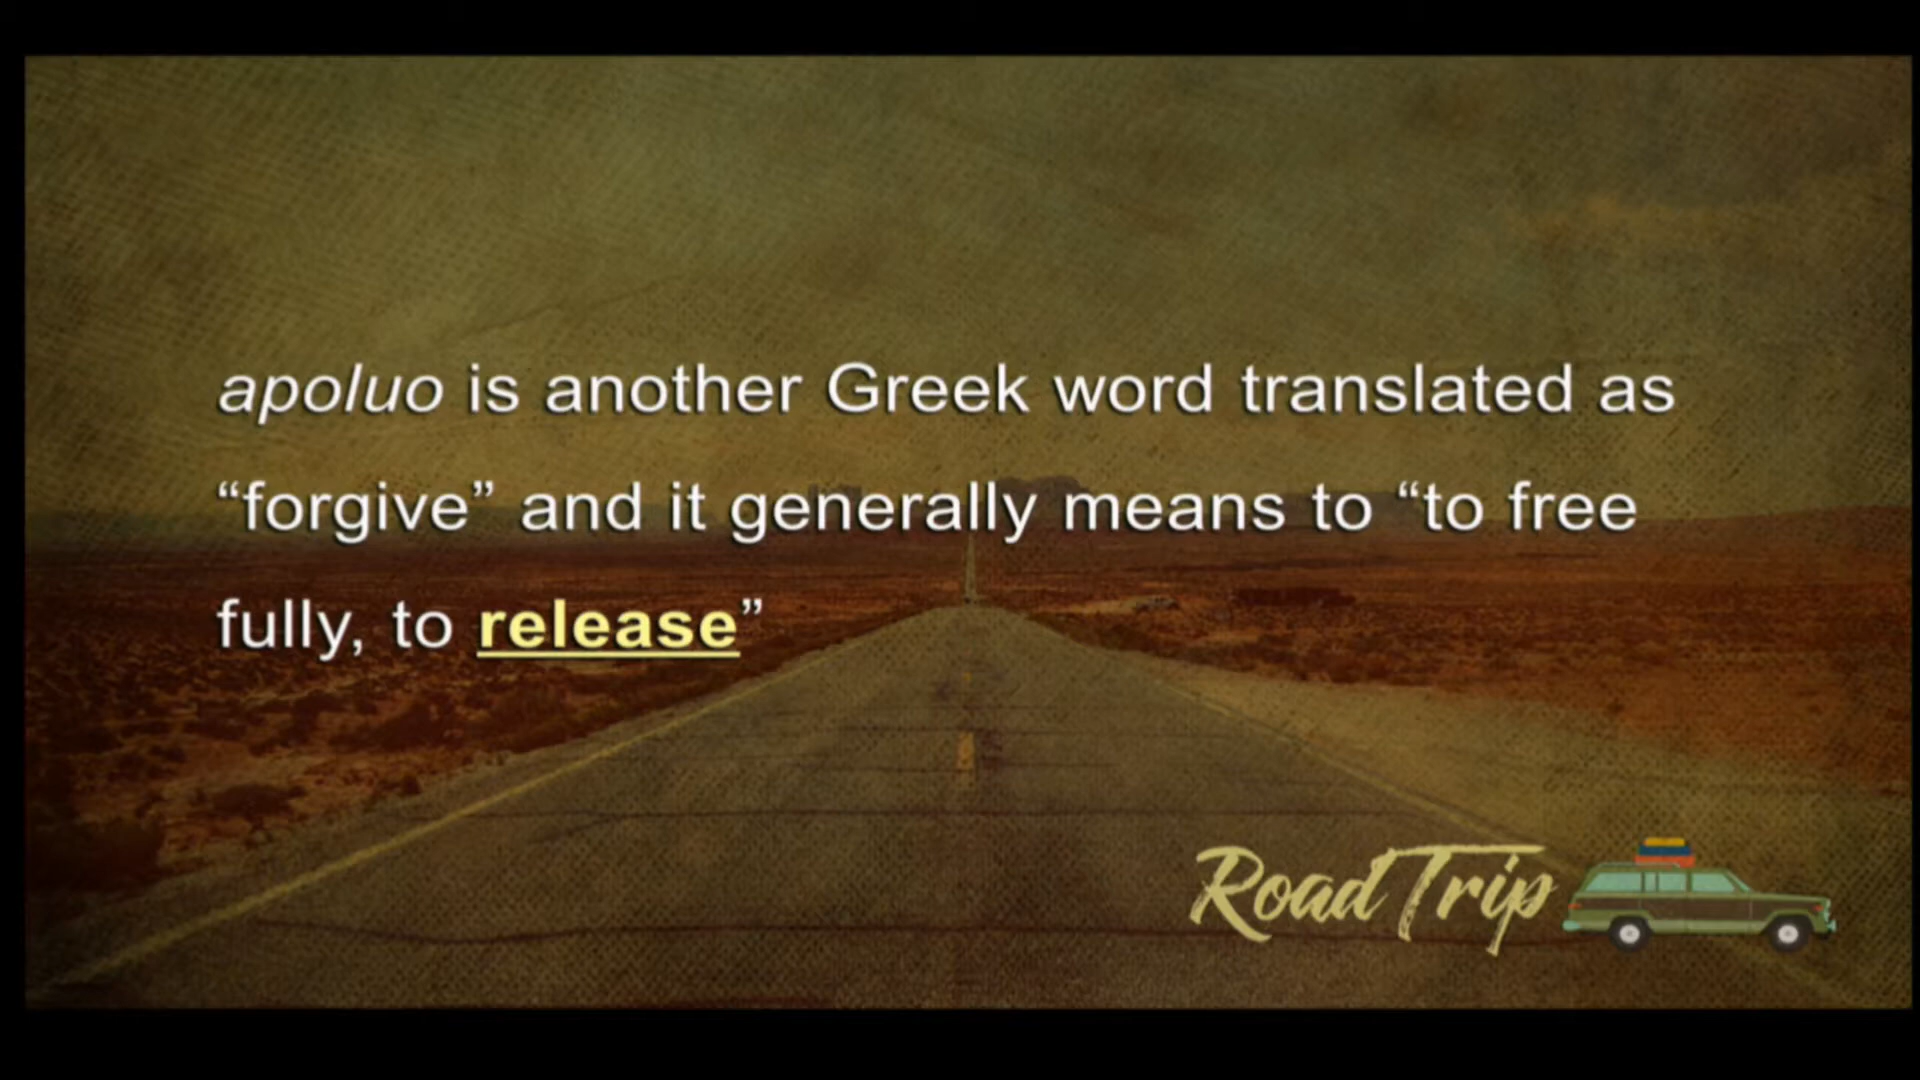 apoluo is another Greek word translated as
“forgive” and it generally means to “to free
fully, to release”
Road Trip